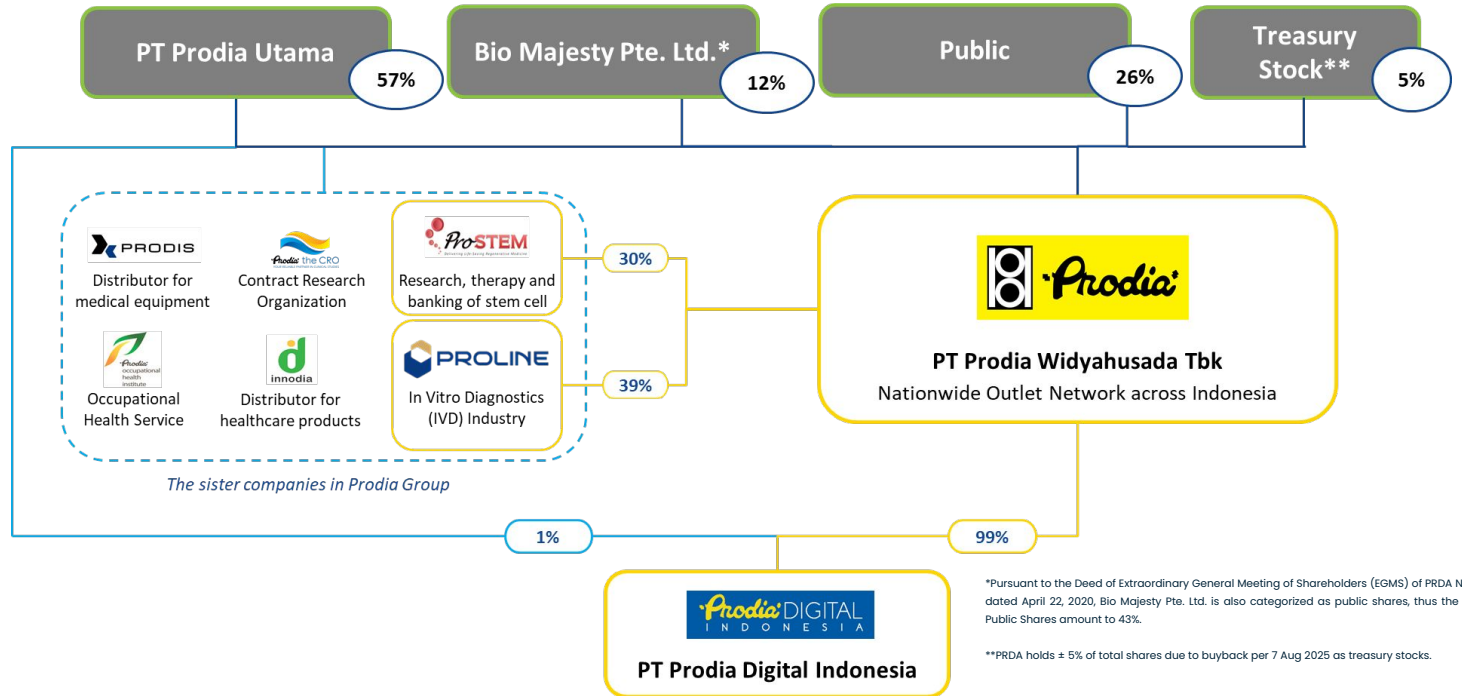 PT Prodia Utama
57%
Bio Majesty Pte. Ltd.*
12%
Public
26%
Treasury
Stock**
5%
PRODIS
Distributor for
medical equipment
Prodia the CRO
Contract Research
Organization
ProSTEM
Research, therapy and
banking of stem cell
30%
Prodia
occupational
health
institute
Occupational
Health Service
innodia
Distributor for
healthcare products
PROLINE
In Vitro Diagnostics
(IVD) Industry
39%
The sister companies in Prodia Group
Prodia
PT Prodia Widyahusada Tbk
Nationwide Outlet Network across Indonesia
1%
99%
Prodia DIGITAL
INDONESIA
PT Prodia Digital Indonesia
*Pursuant to the Deed of Extraordinary General Meeting of Shareholders (EGMS) of PRDA N
dated April 22, 2020, Bio Majesty Pte. Ltd. is also categorized as public shares, thus the
Public Shares amount to 43%.
**PRDA holds ± 5% of total shares due to buyback per 7 Aug 2025 as treasury stocks.